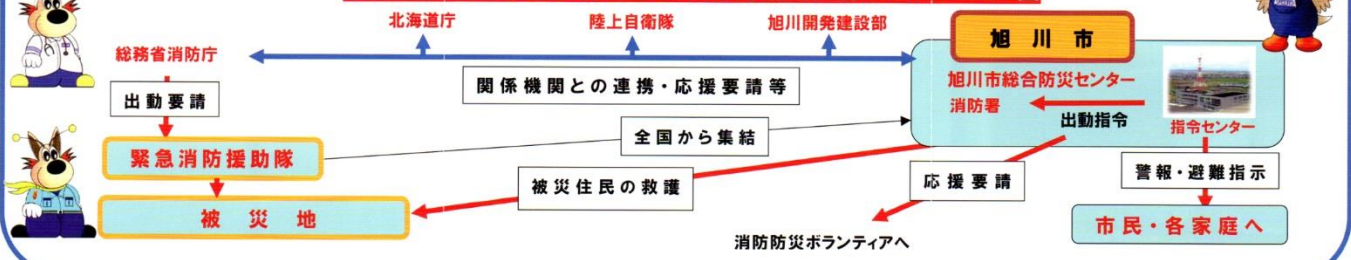 北海道庁
陸上自衛隊
旭川開発建設部
旭川市
総務省消防庁
旭川市総合防災センター
消防署
関係機関との連携・応援要請等
出動要請
出動指令
指令センター
全国から集結
緊急消防援助隊
警報・避難指示
被災住民の救護
応援要請
被災地
市民・各家庭へ
消防防災ボランティアへ